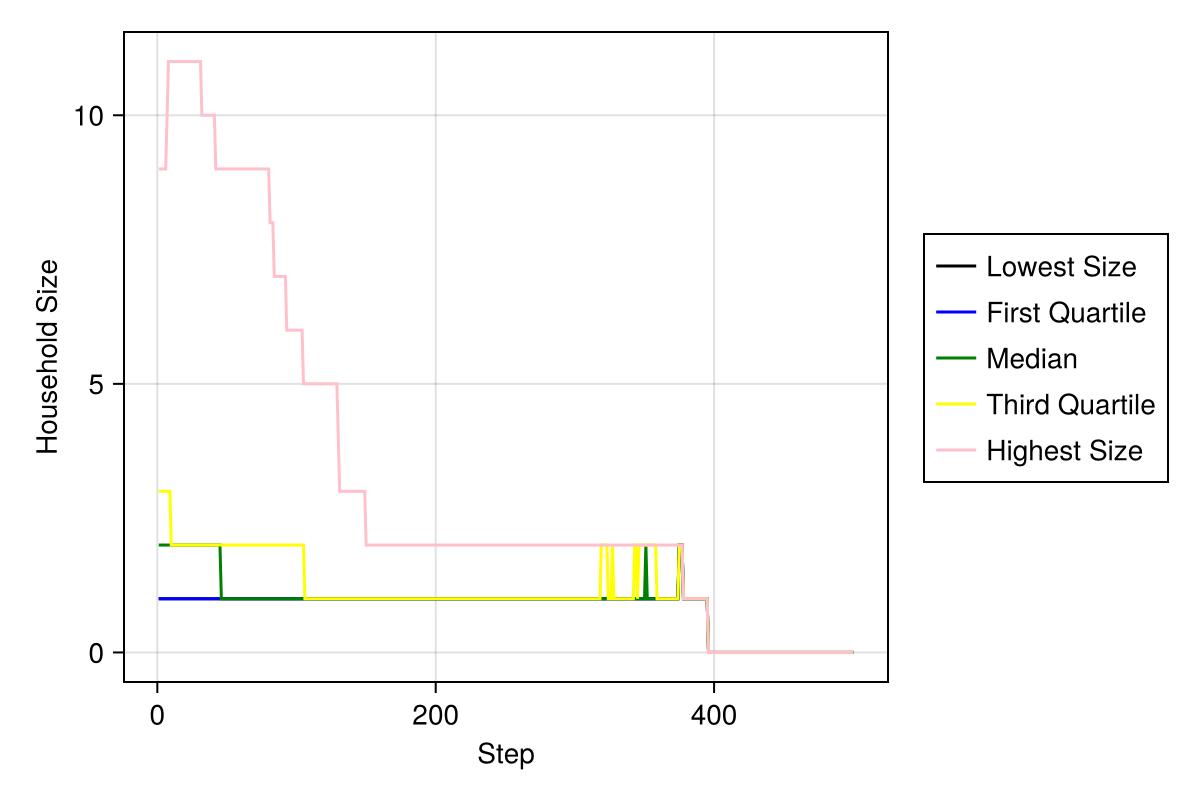 10
5
0
Household Size
0
200
400
Step
Lowest Size
First Quartile
Median
Third Quartile
Highest Size